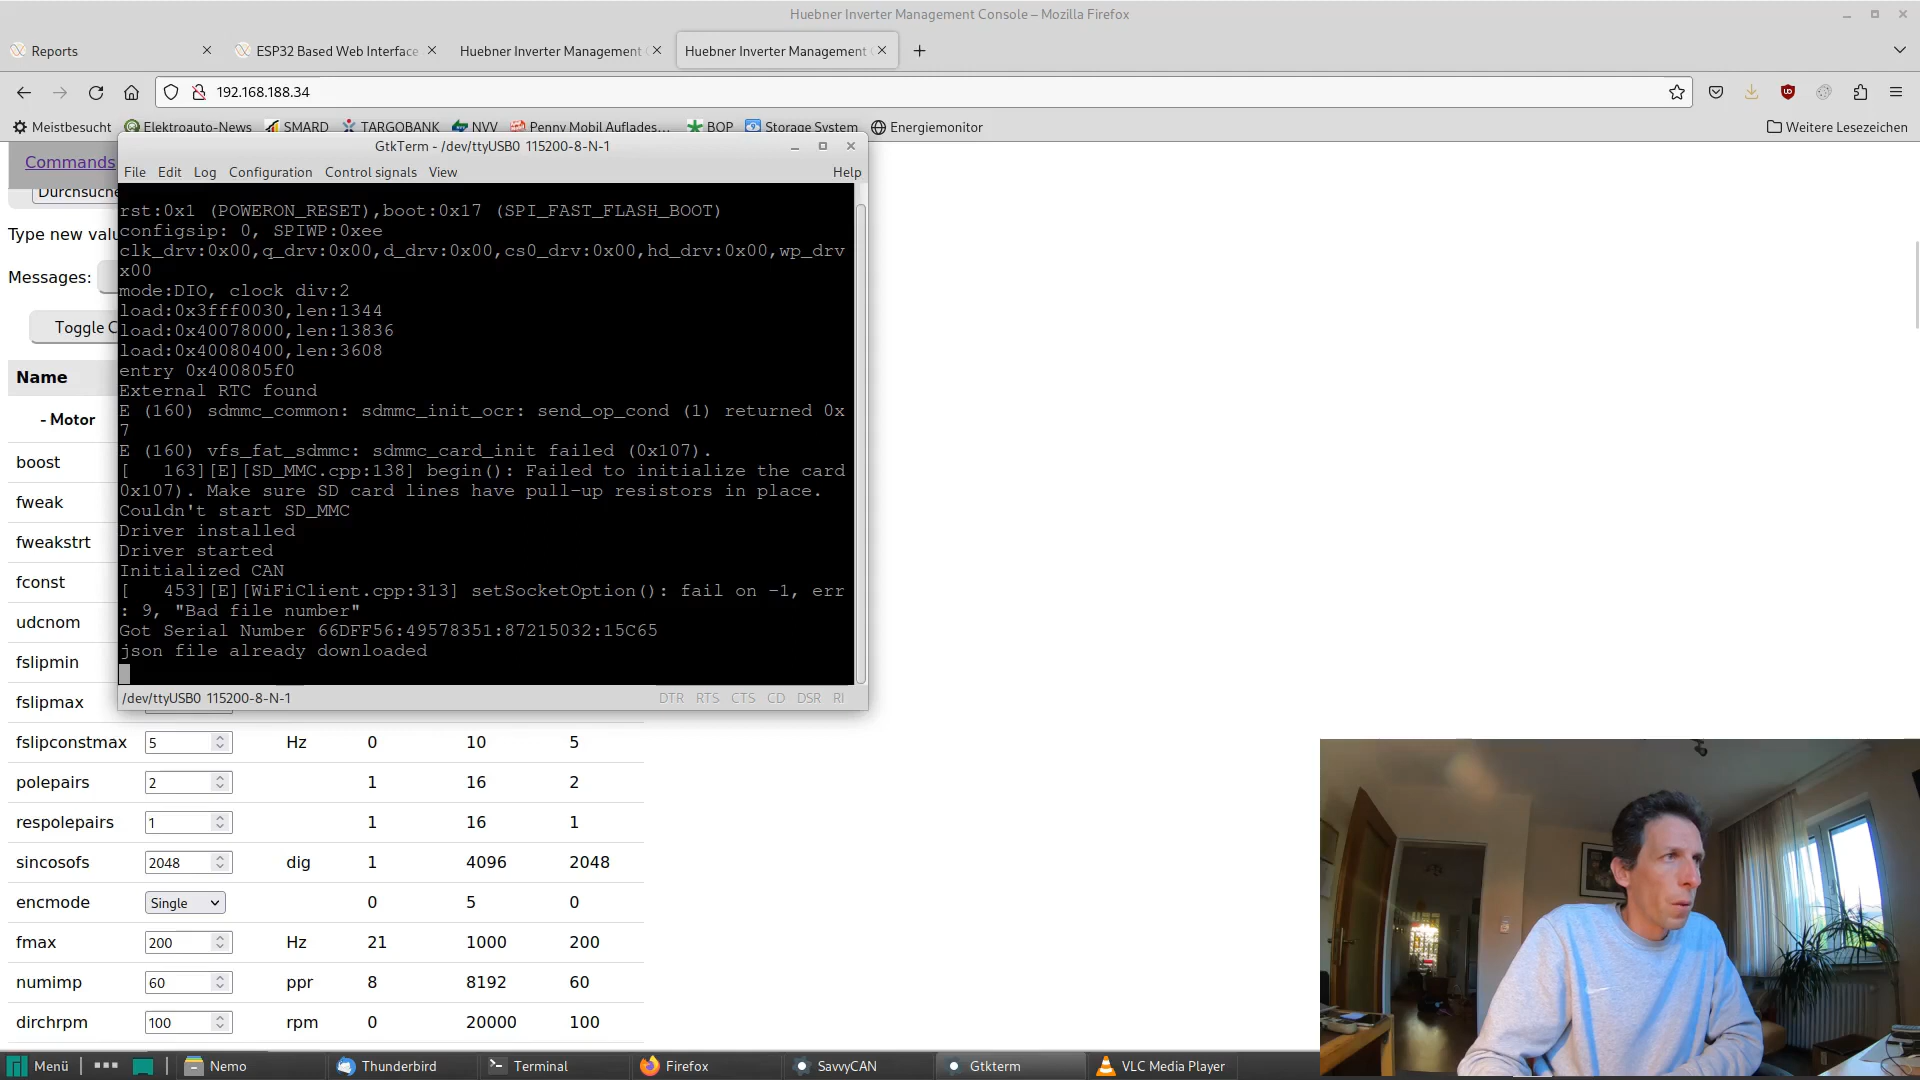 Huebner Inverter Management Console – Mozilla Firefox
Reports
ESP32 Based Web Interface
Huebner Inverter Management
Huebner Inverter Management
192.168.188.34
Meistbesucht
Elektroauto-News
SMARD
TARGOBANK
NVV
Penny Mobil Auflades…
BOP
Storage System
Energiemonitor
Weitere Lesezeichen
Commands
Durchsuche
Type new valu
Messages:
Toggle C
GtkTerm - /dev/ttyUSB0 115200-8-N-1
File Edit Log Configuration Control signals View Help
rst:0x1 (POWERON_RESET),boot:0x17 (SPI_FAST_FLASH_BOOT)
configsip: 0, SPIWP:0xee
clk_drv:0x00,q_drv:0x00,d_drv:0x00,cs0_drv:0x00,hd_drv:0x00,wp_drv
x00
mode:DIO, clock div:2
load:0x3fff0030,len:1344
load:0x40078000,len:13836
load:0x40080400,len:3608
entry 0x400805f0
External RTC found
E (160) sdmmc_common: sdmmc_init_ocr: send_op_cond (1) returned 0x
7
E (160) vfs_fat_sdmmc: sdmmc_card_init failed (0x107).
[   163][E][SD_MMC.cpp:138] begin(): Failed to initialize the card
0x107). Make sure SD card lines have pull-up resistors in place.
Couldn't start SD_MMC
Driver installed
Driver started
Initialized CAN
[   453][E][WiFiClient.cpp:313] setSocketOption(): fail on -1, err
: 9, "Bad file number"
Got Serial Number 66DFF56:49578351:87215032:15C65
json file already downloaded
/dev/ttyUSB0 115200-8-N-1
DTR RTS CTS CD DSR RI
Name
- Motor
boost
fweak
fweakstrt
fconst
udcnom
fslipmin
fslipmax
fslipconstmax 5 Hz 0 10 5
polepairs 2 1 16 2
respolepairs 1 1 16 1
sincosofs 2048 dig 1 4096 2048
encmode Single 0 5 0
fmax 200 Hz 21 1000 200
numimp 60 ppr 8 8192 60
dirchrpm 100 rpm 0 20000 100
Menü
Nemo
Thunderbird
Terminal
Firefox
SavvyCAN
Gtkterm
VLC Media Player